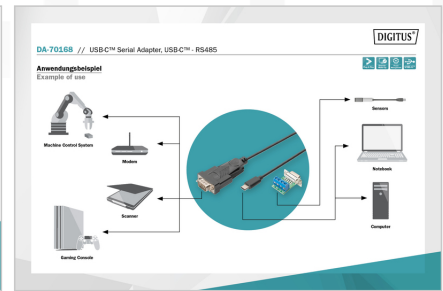 DIGITUS®
DA-70168 // USB-C™ Serial Adapter, USB-C™ - RS485
Anwendungsbeispiel
Example of use
Machine Control System
Modem
Scanner
Gaming Console
Sensors
Notebook
Computer